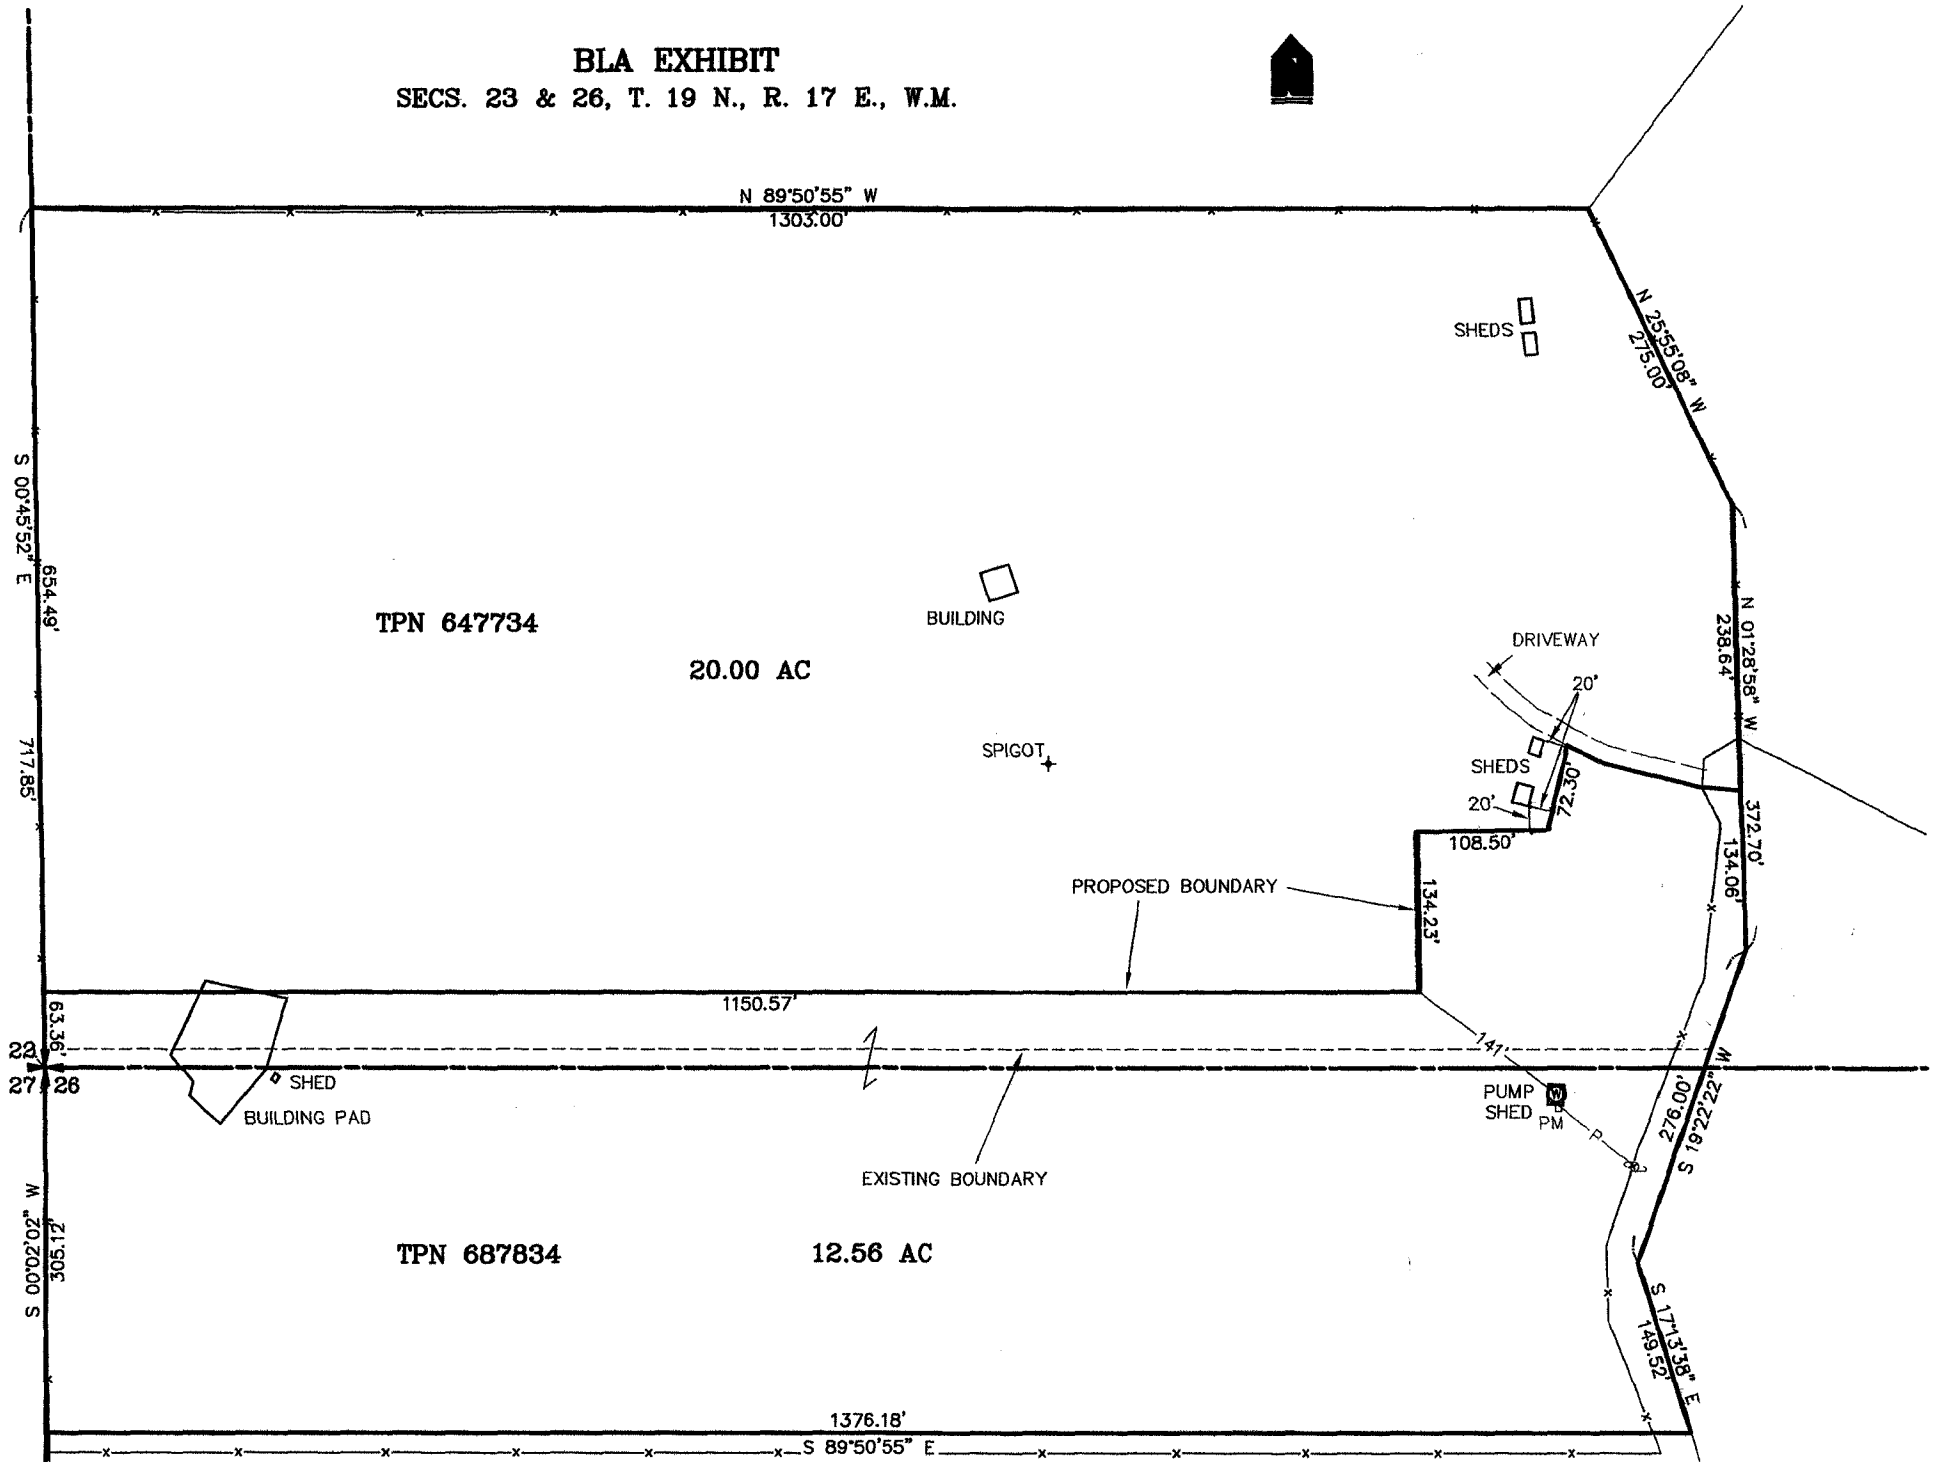 BLA EXHIBIT
SECS. 23 & 26, T. 19 N., R. 17 E., W.M.
N
N 89°50'55" W
1303.00'
N 25°55'08" W
275.00'
SHEDS
S 00°45'52" E
654.49'
717.85'
BUILDING
TPN 647734
20.00 AC
N 01°28'58" W
238.64'
DRIVEWAY
20'
SPIGOT
SHEDS
72.30'
20'
108.50'
372.70'
134.06'
PROPOSED BOUNDARY
134.23'
1150.57'
63.36'
141'
27 26
SHED
BUILDING PAD
PUMP
SHED
W
PM
P
276.00'
S 19°22'22" W
EXISTING BOUNDARY
S 00°02'02" W
305.12'
TPN 687834
12.56 AC
S 17°13'38" E
149.52'
1376.18'
S 89°50'55" E